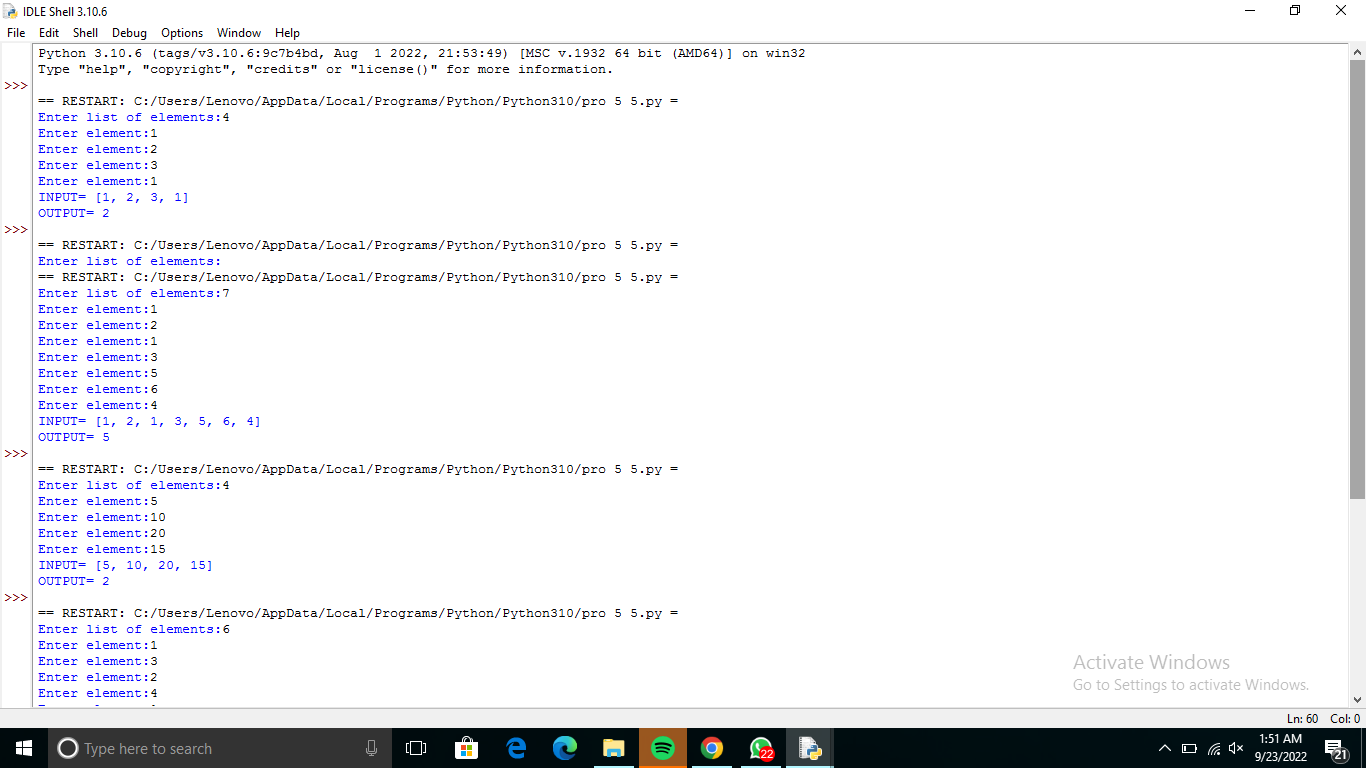 IDLE Shell 3.10.6
File Edit Shell Debug Options Window Help
Python 3.10.6 (tags/v3.10.6:9c7b4bd, Aug  1 2022, 21:53:49) [MSC v.1932 64 bit (AMD64)] on win32
Type "help", "copyright", "credits" or "license()" for more information.
>>>
== RESTART: C:/Users/Lenovo/AppData/Local/Programs/Python/Python310/pro 5 5.py =
Enter list of elements:4
Enter element:1
Enter element:2
Enter element:3
Enter element:1
INPUT= [1, 2, 3, 1]
OUTPUT= 2
>>>
== RESTART: C:/Users/Lenovo/AppData/Local/Programs/Python/Python310/pro 5 5.py =
Enter list of elements:
== RESTART: C:/Users/Lenovo/AppData/Local/Programs/Python/Python310/pro 5 5.py =
Enter list of elements:7
Enter element:1
Enter element:2
Enter element:1
Enter element:3
Enter element:5
Enter element:6
Enter element:4
INPUT= [1, 2, 1, 3, 5, 6, 4]
OUTPUT= 5
>>>
== RESTART: C:/Users/Lenovo/AppData/Local/Programs/Python/Python310/pro 5 5.py =
Enter list of elements:4
Enter element:5
Enter element:10
Enter element:20
Enter element:15
INPUT= [5, 10, 20, 15]
OUTPUT= 2
>>>
== RESTART: C:/Users/Lenovo/AppData/Local/Programs/Python/Python310/pro 5 5.py =
Enter list of elements:6
Enter element:1
Enter element:3
Enter element:2
Enter element:4
Activate Windows
Go to Settings to activate Windows.
Ln: 60 Col: 0
Type here to search
22
1:51 AM
9/23/2022
21